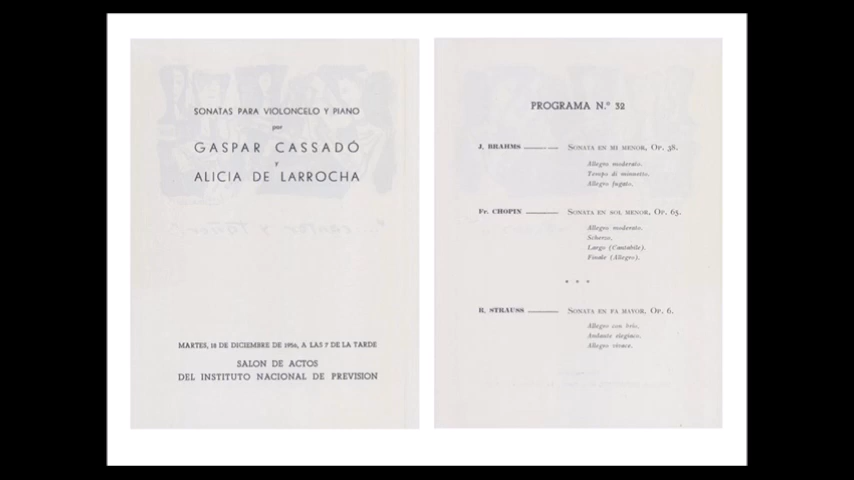 SONATAS PARA VIOLONCELO Y PIANO
por
GASPAR CASSADÓ
y
ALICIA DE LARROCHA
MARTES, 18 DE DICIEMBRE DE 1956, A LAS 7 DE LA TARDE
SALON DE ACTOS
DEL INSTITUTO NACIONAL DE PREVISION
PROGRAMA N.º 32
J. BRAHMS ——— SONATA EN MI MENOR, OP. 38.
Allegro moderato.
Tempo di minuetto.
Allegro fugato.
Fr. CHOPIN ——— SONATA EN SOL MENOR, OP. 65.
Allegro moderato.
Scherzo.
Largo (Cantabile).
Finale (Allegro).
* * *
R. STRAUSS ——— SONATA EN FA MAYOR, OP. 6.
Allegro con brio.
Andante elegiaco.
Allegro vivace.